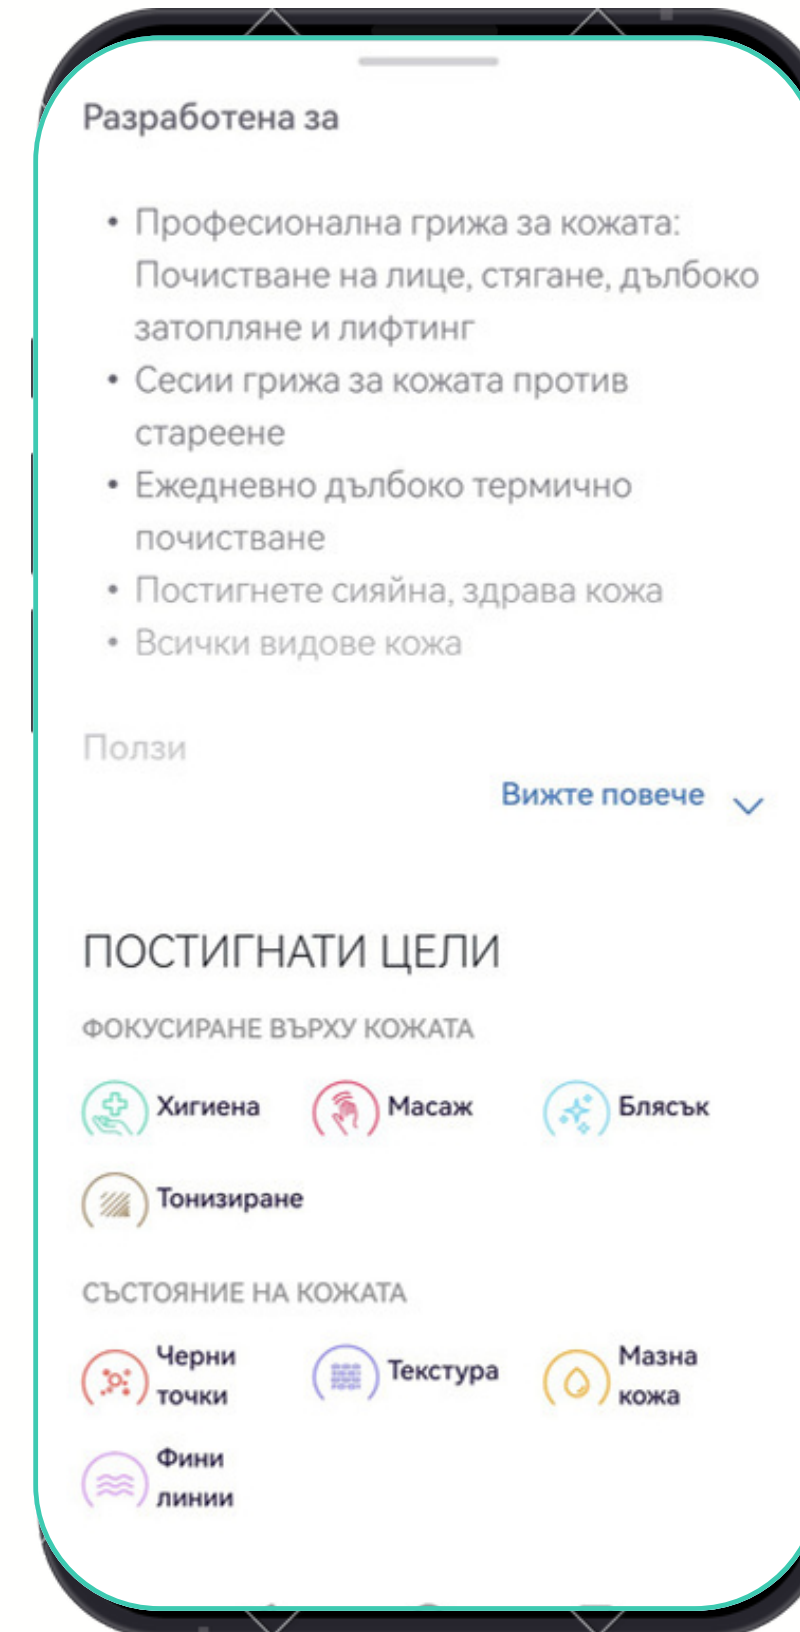 Разработена за
• Професионална грижа за кожата:
Почистване на лице, стягане, дълбоко
затопляне и лифтинг
• Сесии грижа за кожата против
стареене
• Ежедневно дълбоко термично
почистване
• Постигнете сияйна, здрава кожа
• Всички видове кожа
Ползи
Вижте повече
ПОСТИГНАТИ ЦЕЛИ
ФОКУСИРАНЕ ВЪРХУ КОЖАТА
Хигиена Масаж Блясък
Тонизиране
СЪСТОЯНИЕ НА КОЖАТА
Черни
точки
Текстура
Мазна
кожа
Фини
линии